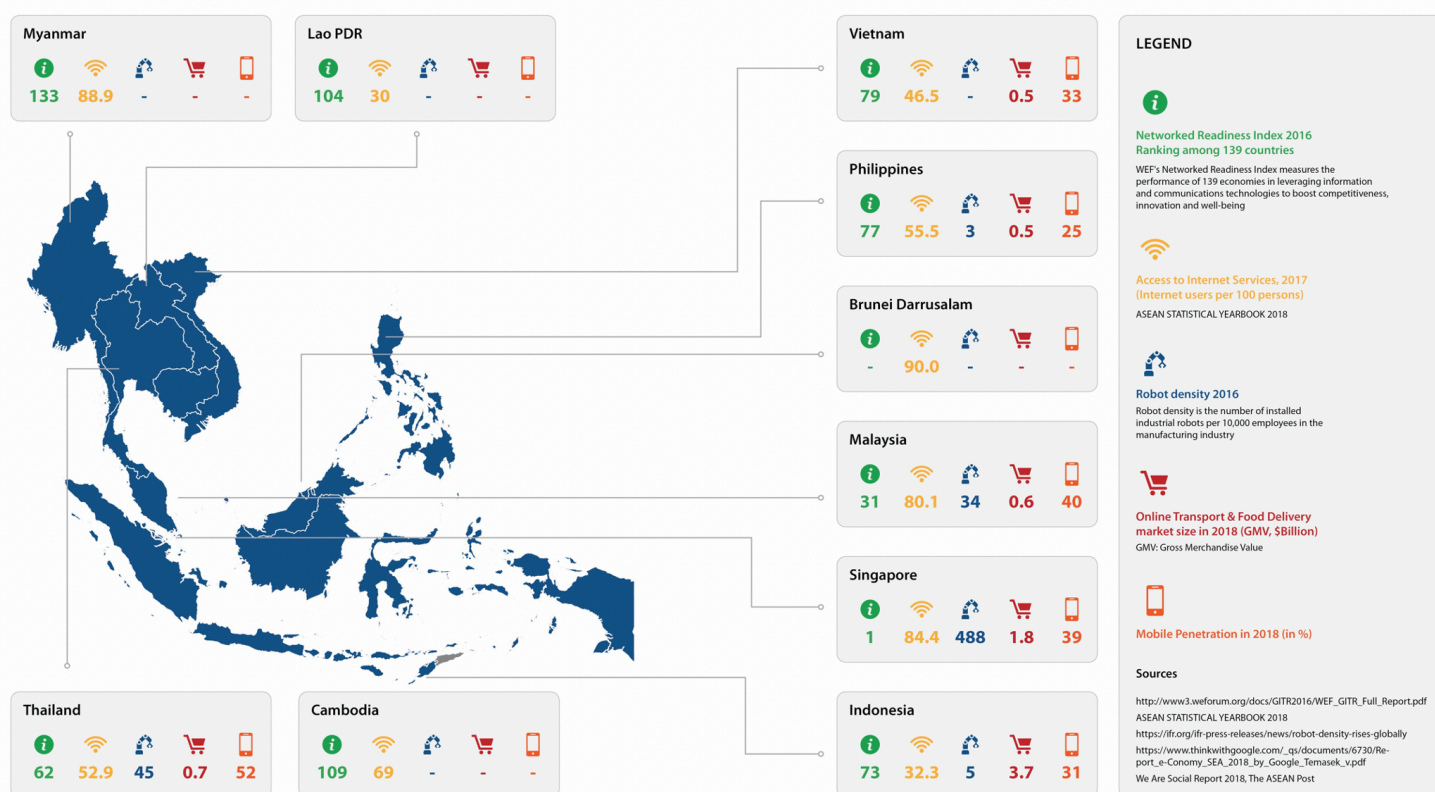 Myanmar
133 88.9 - - -
Lao PDR
104 30 - - -
Vietnam
79 46.5 - 0.5 33
Philippines
77 55.5 3 0.5 25
Brunei Darrusalam
- 90.0 - - -
Malaysia
31 80.1 34 0.6 40
Singapore
1 84.4 488 1.8 39
Thailand
62 52.9 45 0.7 52
Cambodia
109 69 - - -
Indonesia
73 32.3 5 3.7 31
LEGEND
i
Networked Readiness Index 2016
Ranking among 139 countries
WEF's Networked Readiness Index measures the
performance of 139 economies in leveraging information
and communications technologies to boost competitiveness,
innovation and well-being
Access to Internet Services, 2017
(Internet users per 100 persons)
ASEAN STATISTICAL YEARBOOK 2018
Robot density 2016
Robot density is the number of installed
industrial robots per 10,000 employees in the
manufacturing industry
Online Transport & Food Delivery
market size in 2018 (GMV, $Billion)
GMV: Gross Merchandise Value
Mobile Penetration in 2018 (in %)
Sources
http://www3.weforum.org/docs/GITR2016/WEF_GITR_Full_Report.pdf
ASEAN STATISTICAL YEARBOOK 2018
https://ifr.org/ifr-press-releases/news/robot-density-rises-globally
https://www.thinkwithgoogle.com/_qs/documents/6730/Re-
port_e-Conomy_SEA_2018_by_Google_Temasek_v.pdf
We Are Social Report 2018, The ASEAN Post